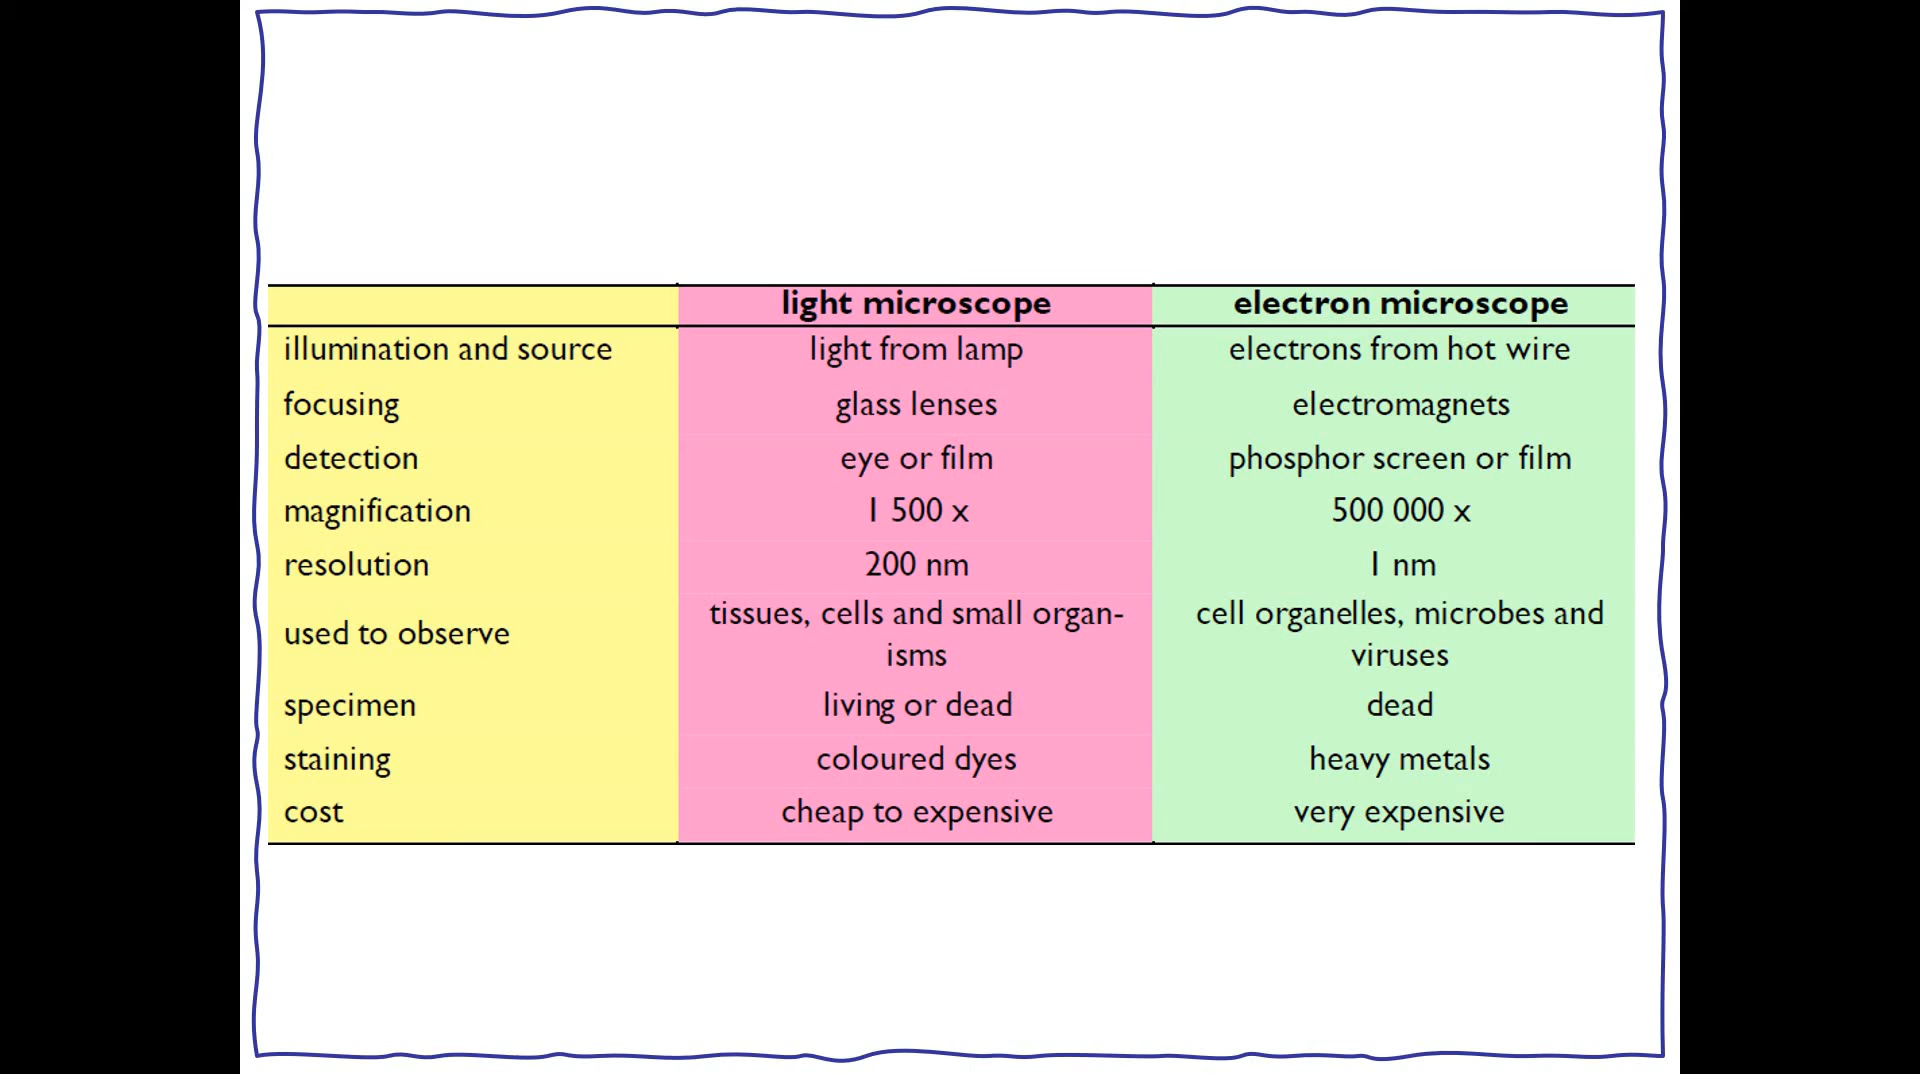 light microscope electron microscope
illumination and source light from lamp electrons from hot wire
focusing glass lenses electromagnets
detection eye or film phosphor screen or film
magnification 1 500 x 500 000 x
resolution 200 nm 1 nm
used to observe tissues, cells and small organ- cell organelles, microbes and
isms viruses
specimen living or dead dead
staining coloured dyes heavy metals
cost cheap to expensive very expensive